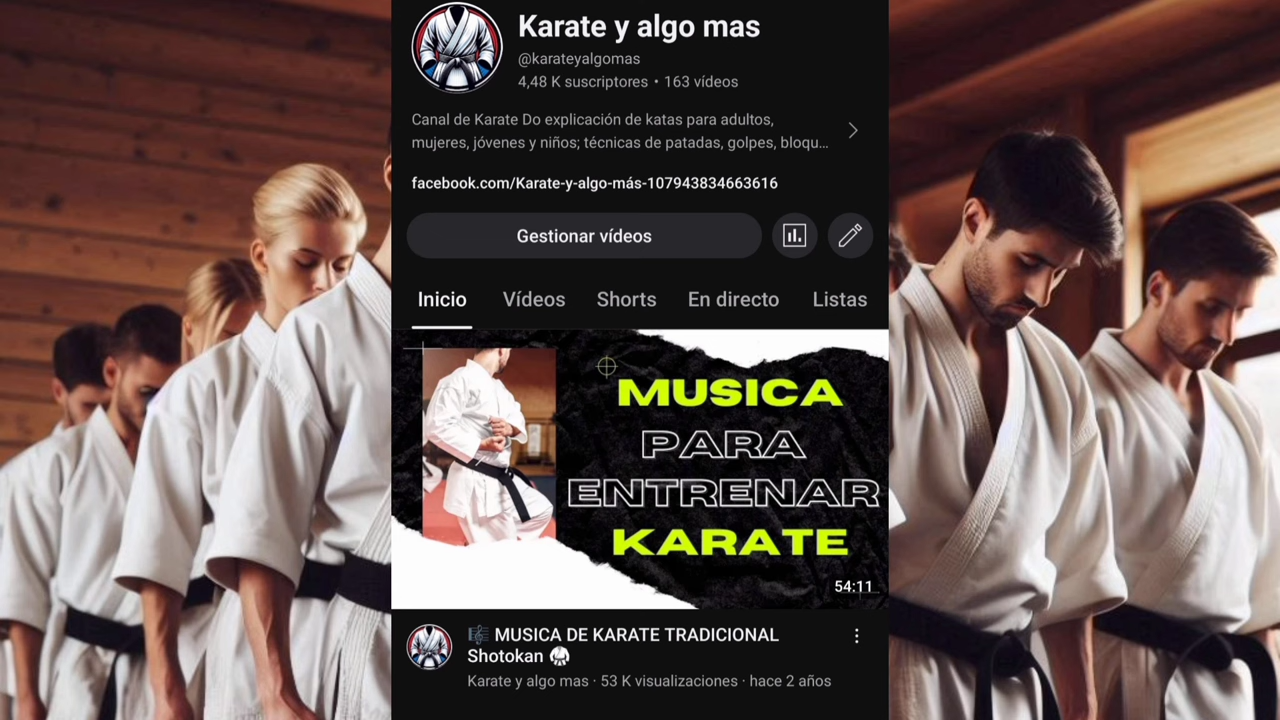 Karate y algo mas
@karateyalgomas
4,48 K suscriptores • 163 vídeos
Canal de Karate Do explicación de katas para adultos,
mujeres, jóvenes y niños; técnicas de patadas, golpes, bloqu...
facebook.com/Karate-y-algo-más-107943834663616
Gestionar vídeos
Inicio Vídeos Shorts En directo Listas
MUSICA
PARA
ENTRENAR
KARATE
54:11
🎼 MUSICA DE KARATE TRADICIONAL
Shotokan 🥋
Karate y algo mas · 53 K visualizaciones · hace 2 años